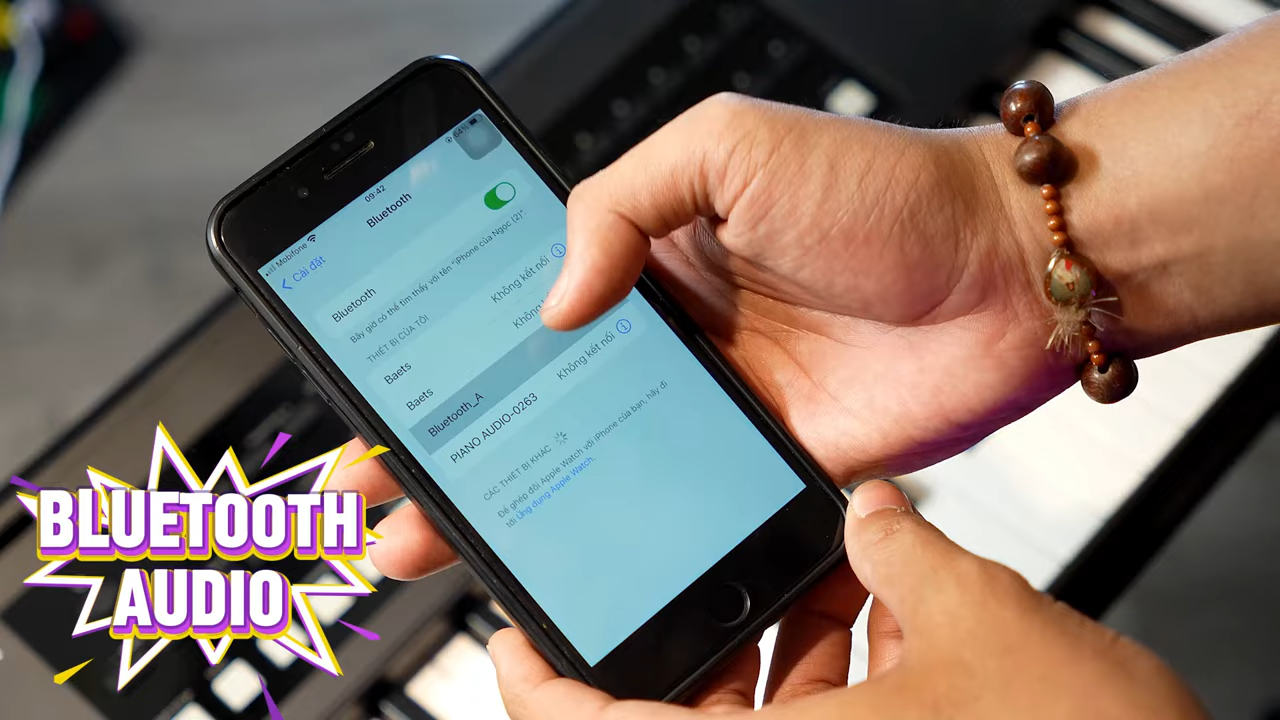 Mobifone
09:42
64%
Cài đặt
Bluetooth
Bluetooth
Bây giờ có thể tìm thấy với tên "iPhone của Ngọc (2)".
THIẾT BỊ CỦA TÔI
Baets Không kết nối
Baets Không
Bluetooth_A
PIANO AUDIO-0263 Không kết nối
CÁC THIẾT BỊ KHÁC
Để ghép đôi Apple Watch với iPhone của bạn, hãy đi
tới Ứng dụng Apple Watch.
BLUETOOTH
AUDIO